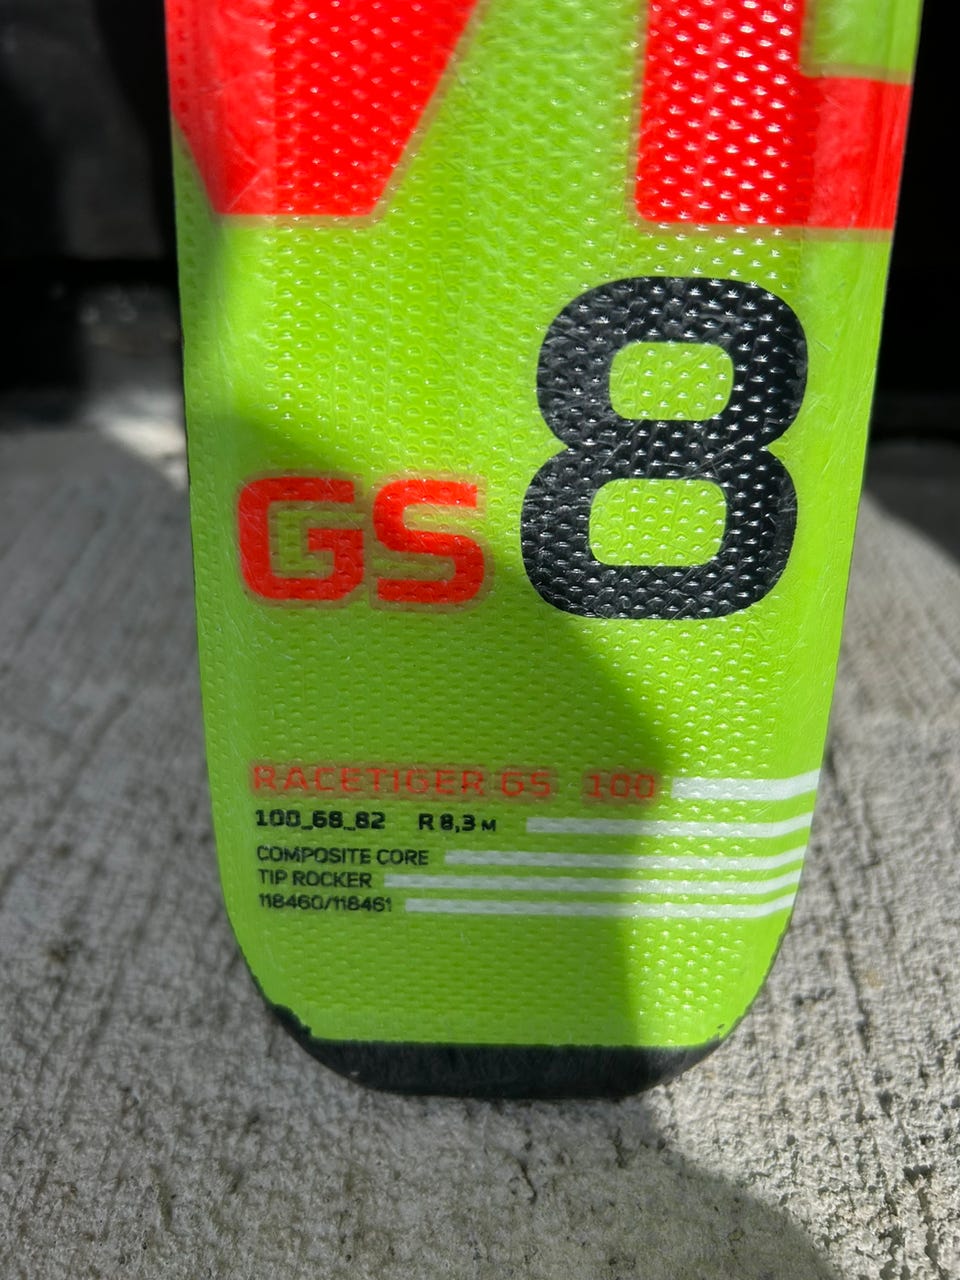 GS 8
RACETIGER GS 100
100_68_82 R 8,3 M
COMPOSITE CORE
TIP ROCKER
118460/118461